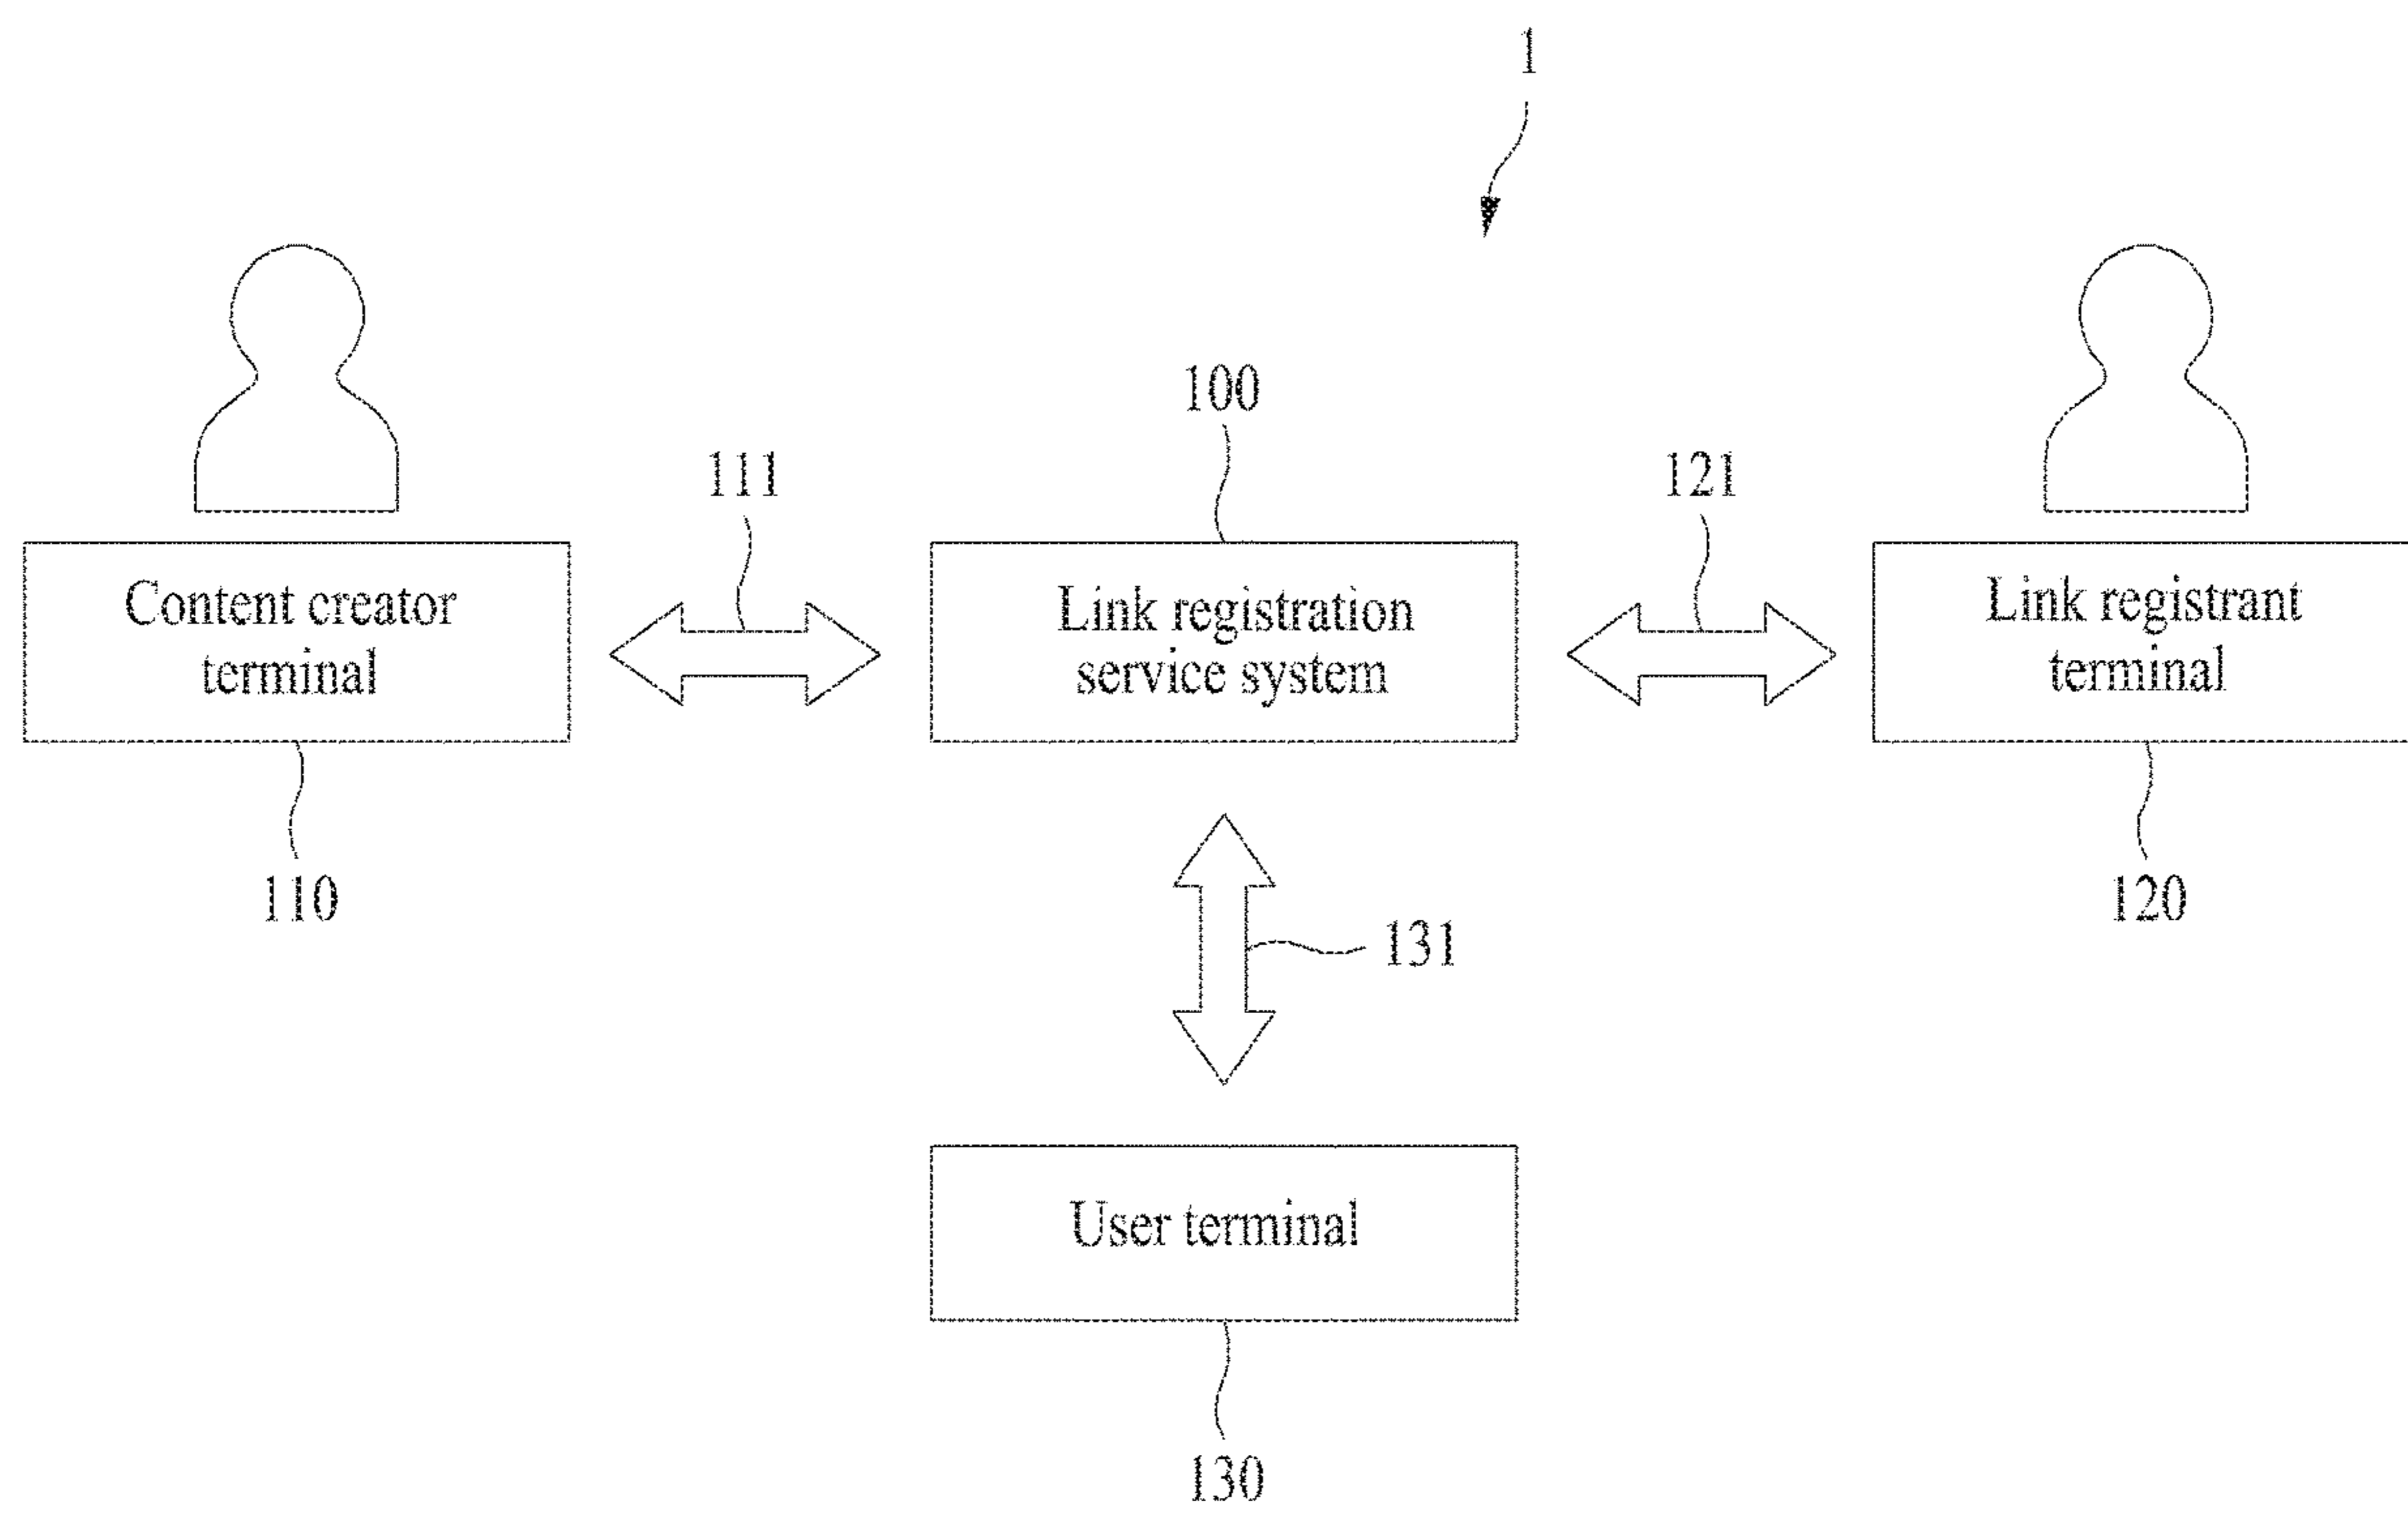 1
100
111
121
Content creator
terminal
Link registration
service system
Link registrant
terminal
110
120
131
User terminal
130